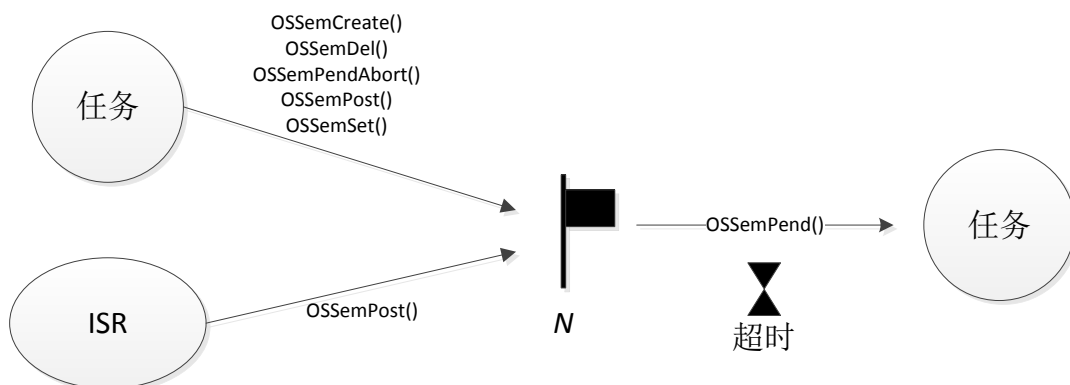 OSSemCreate()
OSSemDel()
OSSemPendAbort()
OSSemPost()
OSSemSet()
任务
OSSemPend()
任务
ISR
OSSemPost()
N
超时